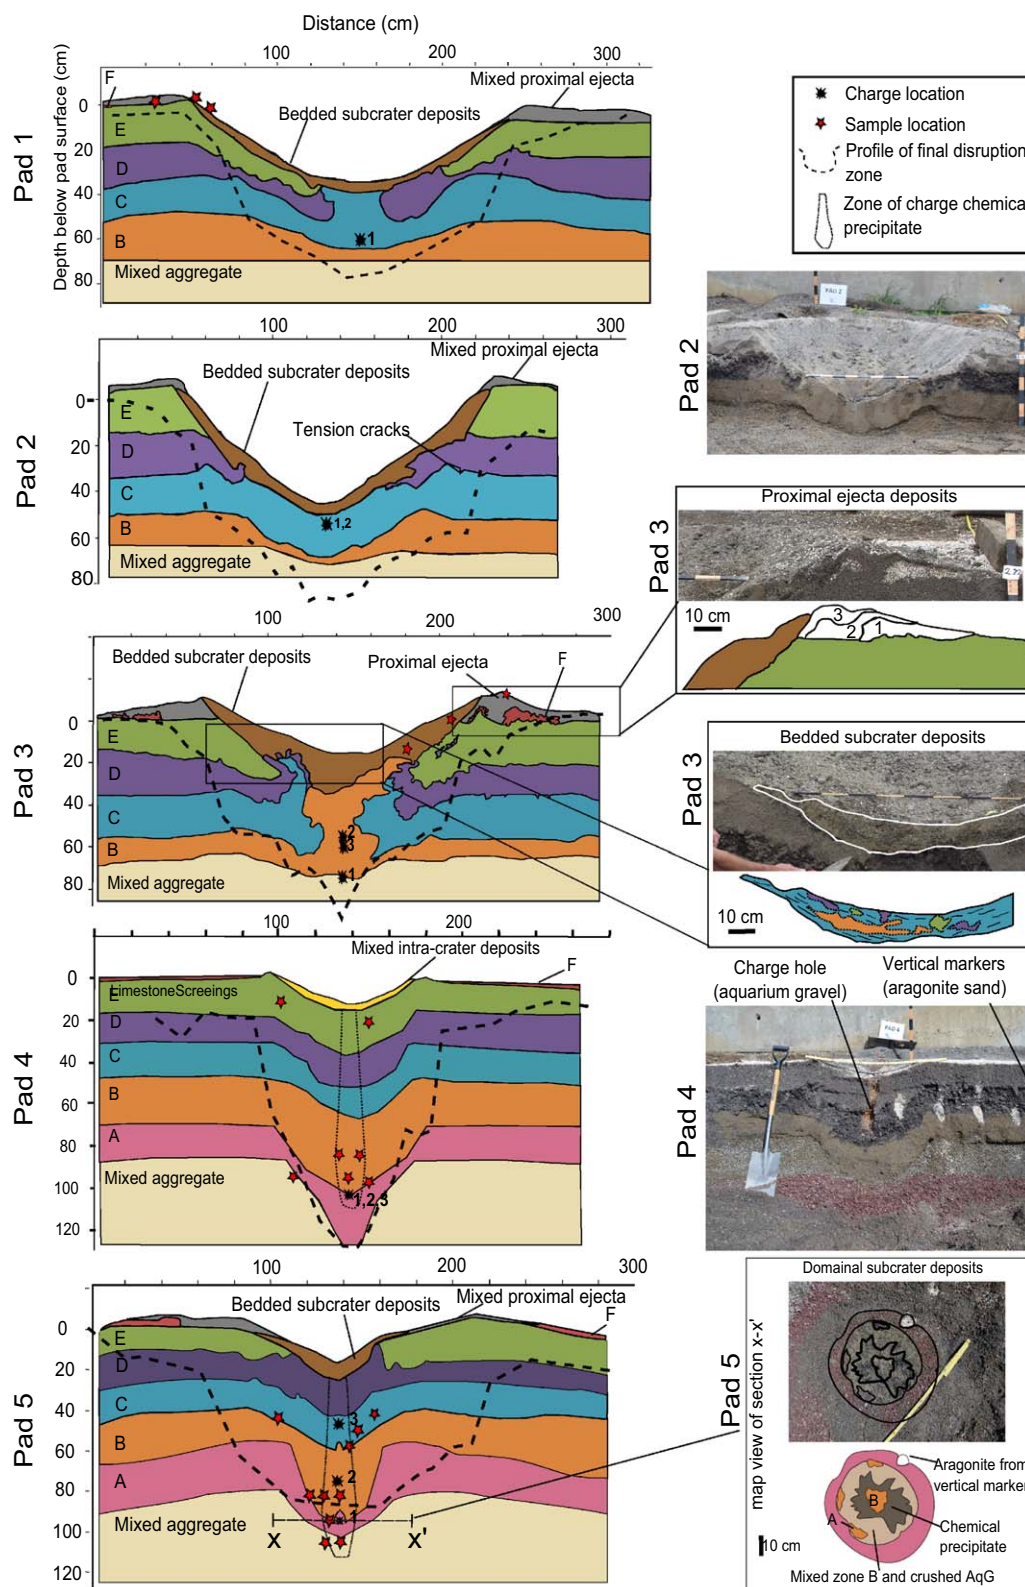 Distance (cm)
100
200
300
Mixed proximal ejecta
F
0
Bedded subcrater deposits
E
20
D
40
C
60
1
B
Mixed aggregate
80
Depth below pad surface (cm)
Pad 1
Charge location
Sample location
Profile of final disruption
zone
Zone of charge chemical
precipitate
100
200
300
Mixed proximal ejecta
Bedded subcrater deposits
0
E
Tension cracks
20
D
40
C
1,2
B
60
Mixed aggregate
80
Pad 2
Pad 2
PAD 2
100
200
300
Bedded subcrater deposits
Proximal ejecta
F
0
E
20
D
40
C
2
B
60
3
Mixed aggregate
1
80
Pad 3
Proximal ejecta deposits
Pad 3
10 cm
3
2
1
Bedded subcrater deposits
Pad 3
10 cm
100
200
Mixed intra-crater deposits
F
0
E
LimestoneScreeings
20
D
40
C
60
B
80
A
Mixed aggregate
100
1,2,3
120
Pad 4
Charge hole
(aquarium gravel)
Vertical markers
(aragonite sand)
Pad 4
100
200
300
Bedded subcrater deposits
Mixed proximal ejecta
F
0
E
20
D
C
40
3
B
60
2
80
A
Mixed aggregate
1
100
X
X'
120
Pad 5
Domainal subcrater deposits
Pad 5
map view of section x-x'
Aragonite from
vertical marker
B
A
Chemical
precipitate
10 cm
Mixed zone B and crushed AqG